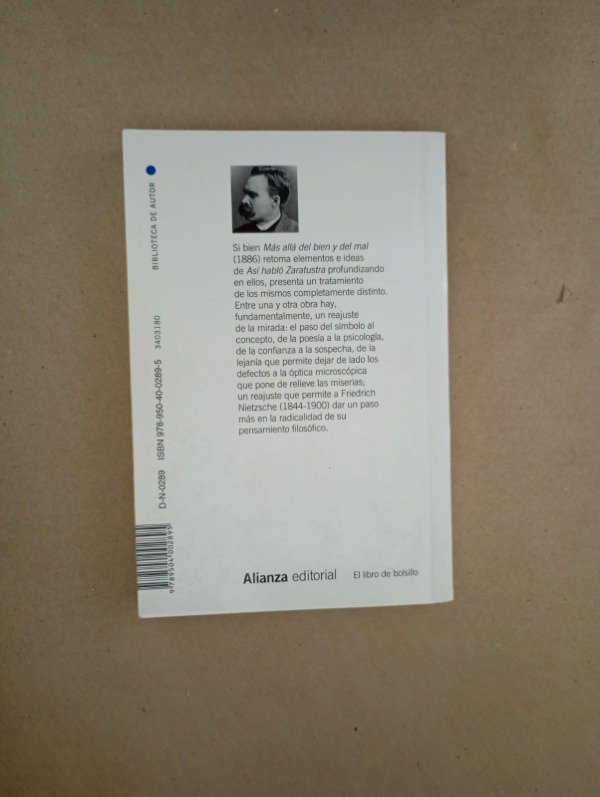 Si bien Más allá del bien y del mal
(1886) retoma elementos e ideas
de Así habló Zaratustra profundizando
en ellos, presenta un tratamiento
de los mismos completamente distinto.
Entre una y otra obra hay,
fundamentalmente, un reajuste
de la mirada: el paso del símbolo al
concepto, de la poesía a la psicología,
de la confianza a la sospecha, de la
lejanía que permite dejar de lado los
defectos a la óptica microscópica
que pone de relieve las miserias;
un reajuste que permite a Friedrich
Nietzsche (1844-1900) dar un paso
más en la radicalidad de su
pensamiento filosófico.
Alianza editorial El libro de bolsillo
D-N-0289 ISBN 978-950-40-0289-5 3403180 BIBLIOTECA DE AUTOR
9 789504 002895